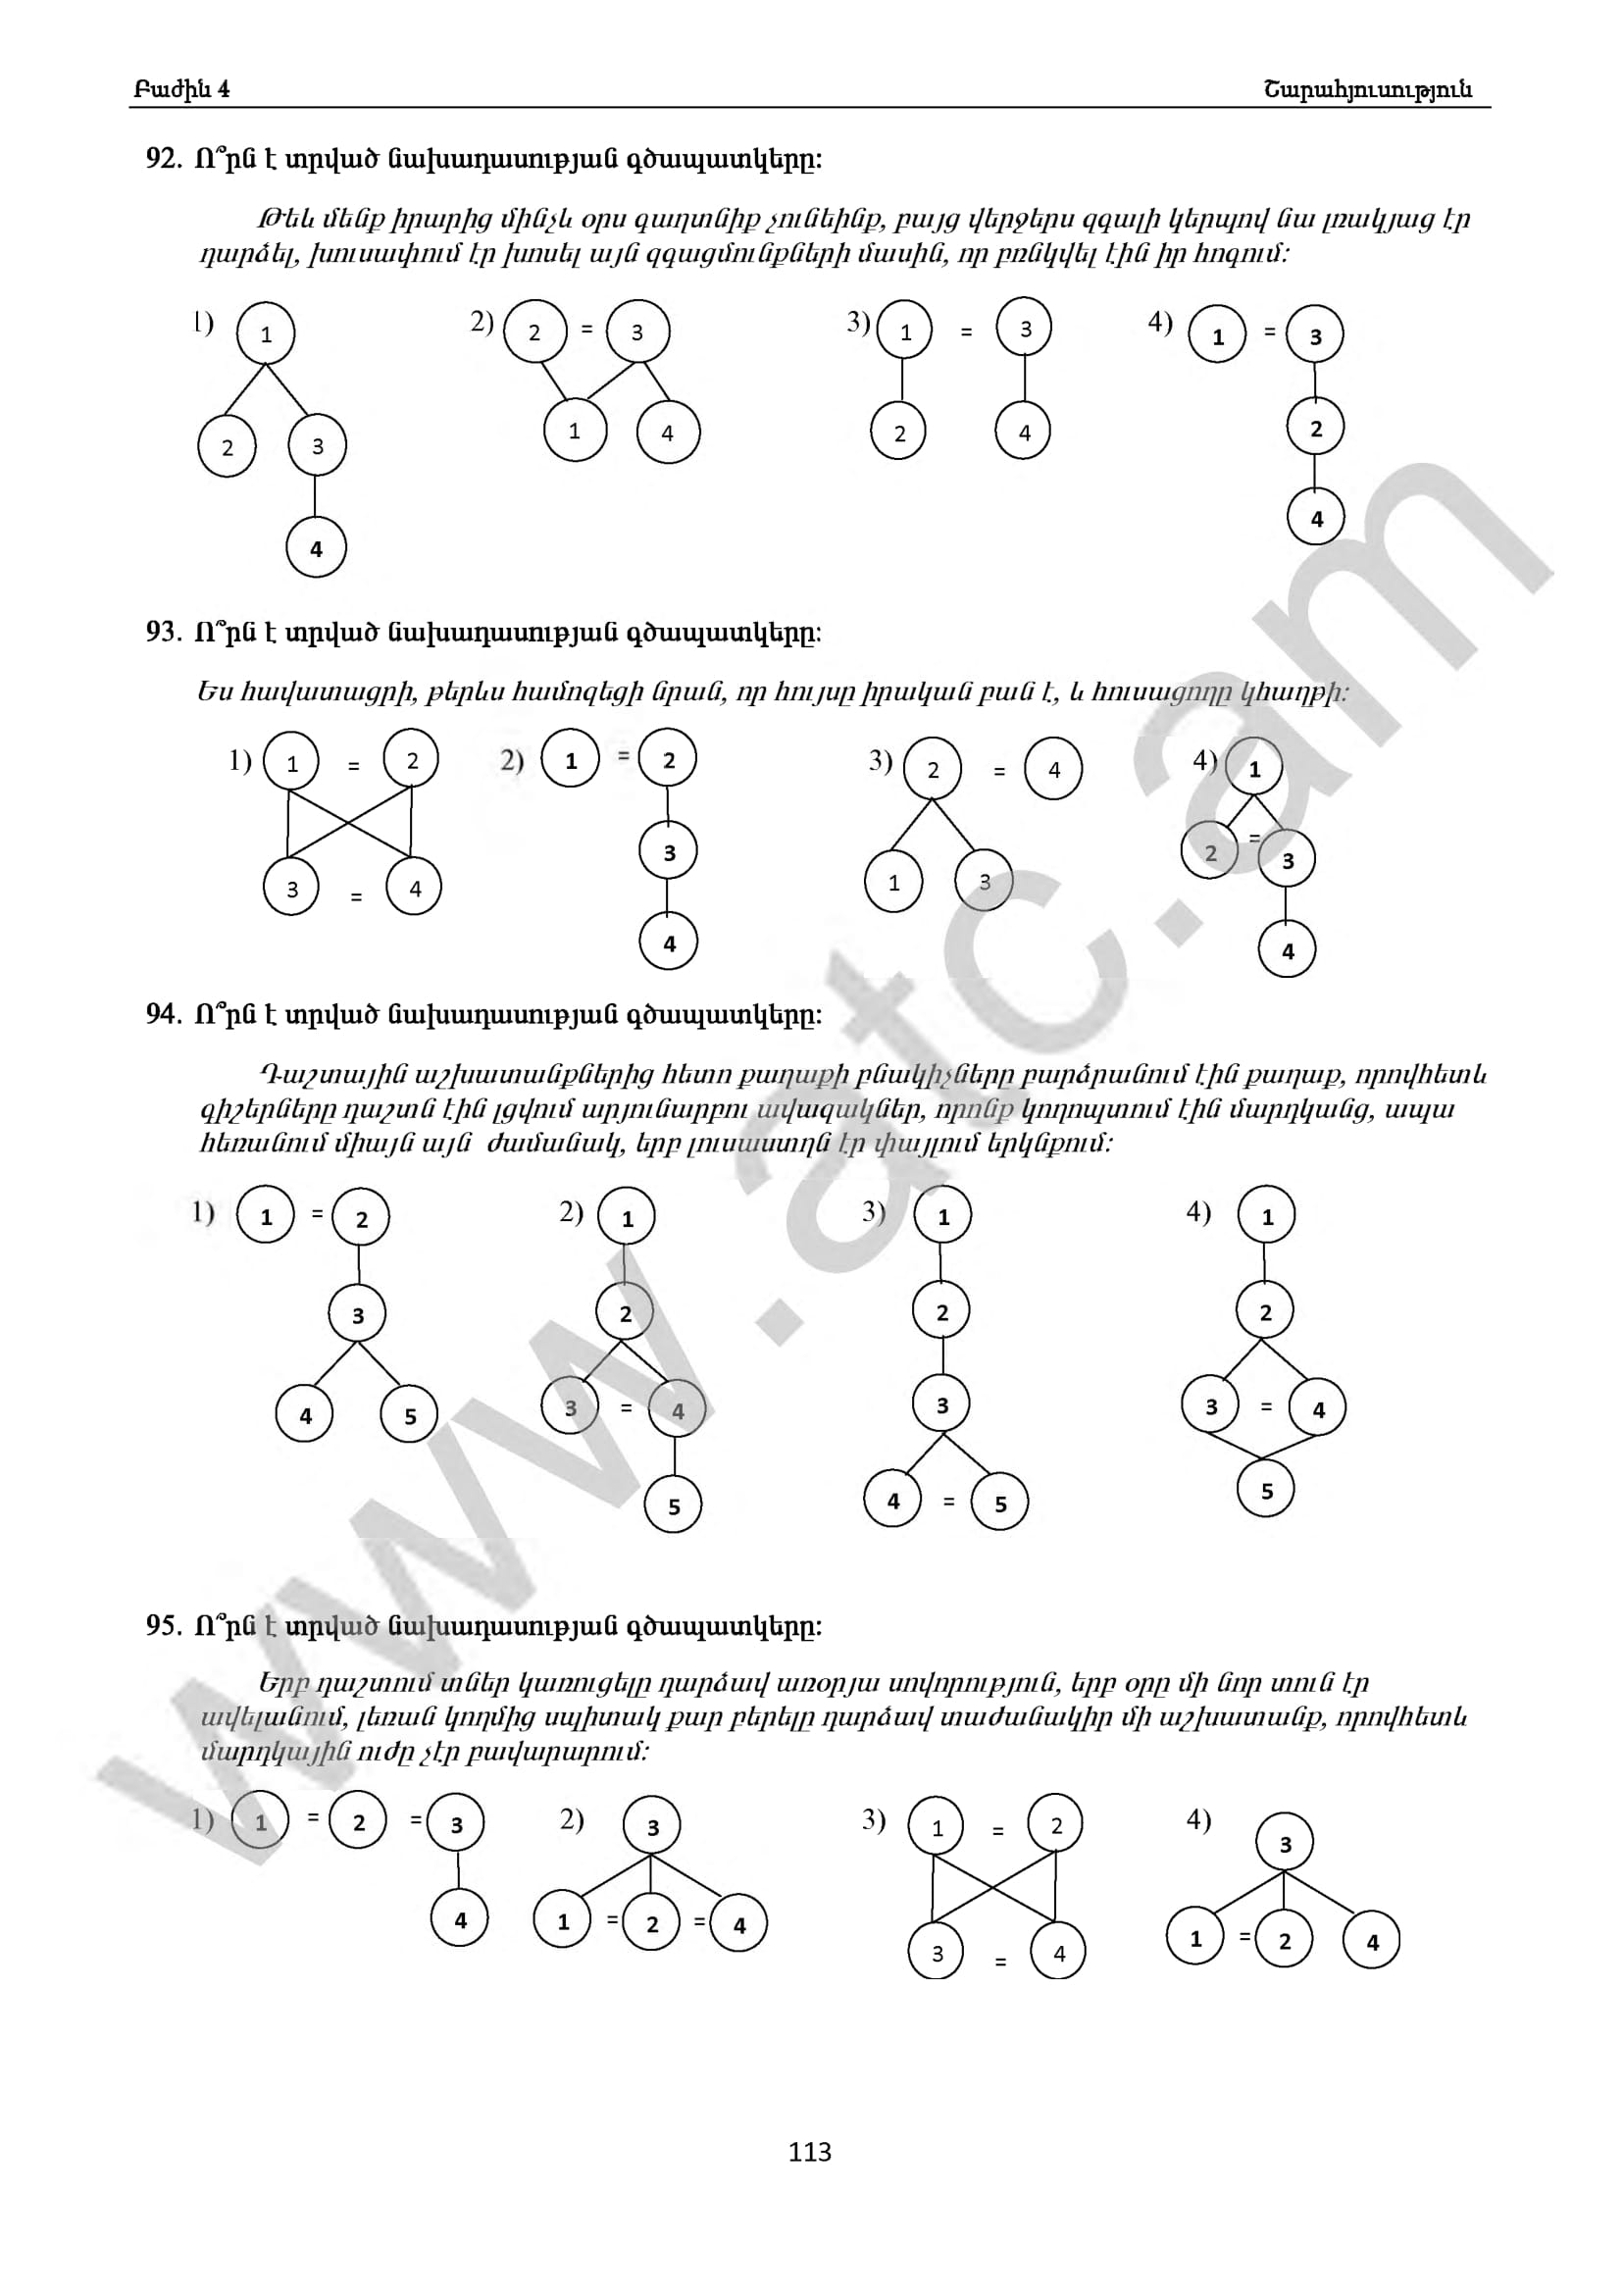 Բաժին 4 Շարահյուսություն
92. Ո՞րն է տրված նախադասության գծապատկերը:
Թեև մենք իրարից մինչև օրս գաղտնիք չունեինք, բայց վերջերս զգալի կերպով նա լռակյաց էր
դարձել, խուսափում էր խոսել այն զգացմունքների մասին, որ բռնկվել էին իր հոգում:
1) 1 2) 2 = 3 3) 1 = 3 4) 1 = 3
2 3 1 4 2 4 2
4 4
93. Ո՞րն է տրված նախադասության գծապատկերը:
Ես հավատացրի, թերևս համոզեցի նրան, որ հույսը իրական բան է, և հուսացողը կհաղթի:
1) 1 = 2 2) 1 = 2 3) 2 = 4 4) 1
3 = 4 3 1 3 2 = 3
4 4
94. Ո՞րն է տրված նախադասության գծապատկերը:
Դաշտային աշխատանքներից հետո քաղաքի բնակիչները բարձրանում էին քաղաք, որովհետև
գիշերները դաշտն էին լցվում արյունարբու ավազակներ, որոնք կողոպտում էին մարդկանց, ապա
հեռանում միայն այն ժամանակ, երբ լուսաստղն էր փայլում երկնքում:
1) 1 = 2 2) 1 3) 1 4) 1
3 2 2 2
4 5 3 = 4 3 3 = 4
5 4 = 5 5
95. Ո՞րն է տրված նախադասության գծապատկերը:
Երբ դաշտում տներ կառուցելը դարձավ առօրյա սովորություն, երբ օրը մի նոր տուն էր
ավելանում, լեռան կողմից սպիտակ քար բերելը դարձավ տաժանակիր մի աշխատանք, որովհետև
մարդկային ուժը չէր բավարարում:
1) 1 = 2 = 3 2) 3 3) 1 = 2 4) 3
4 1 = 2 = 4 3 = 4 1 = 2 4
www.atc.am
113